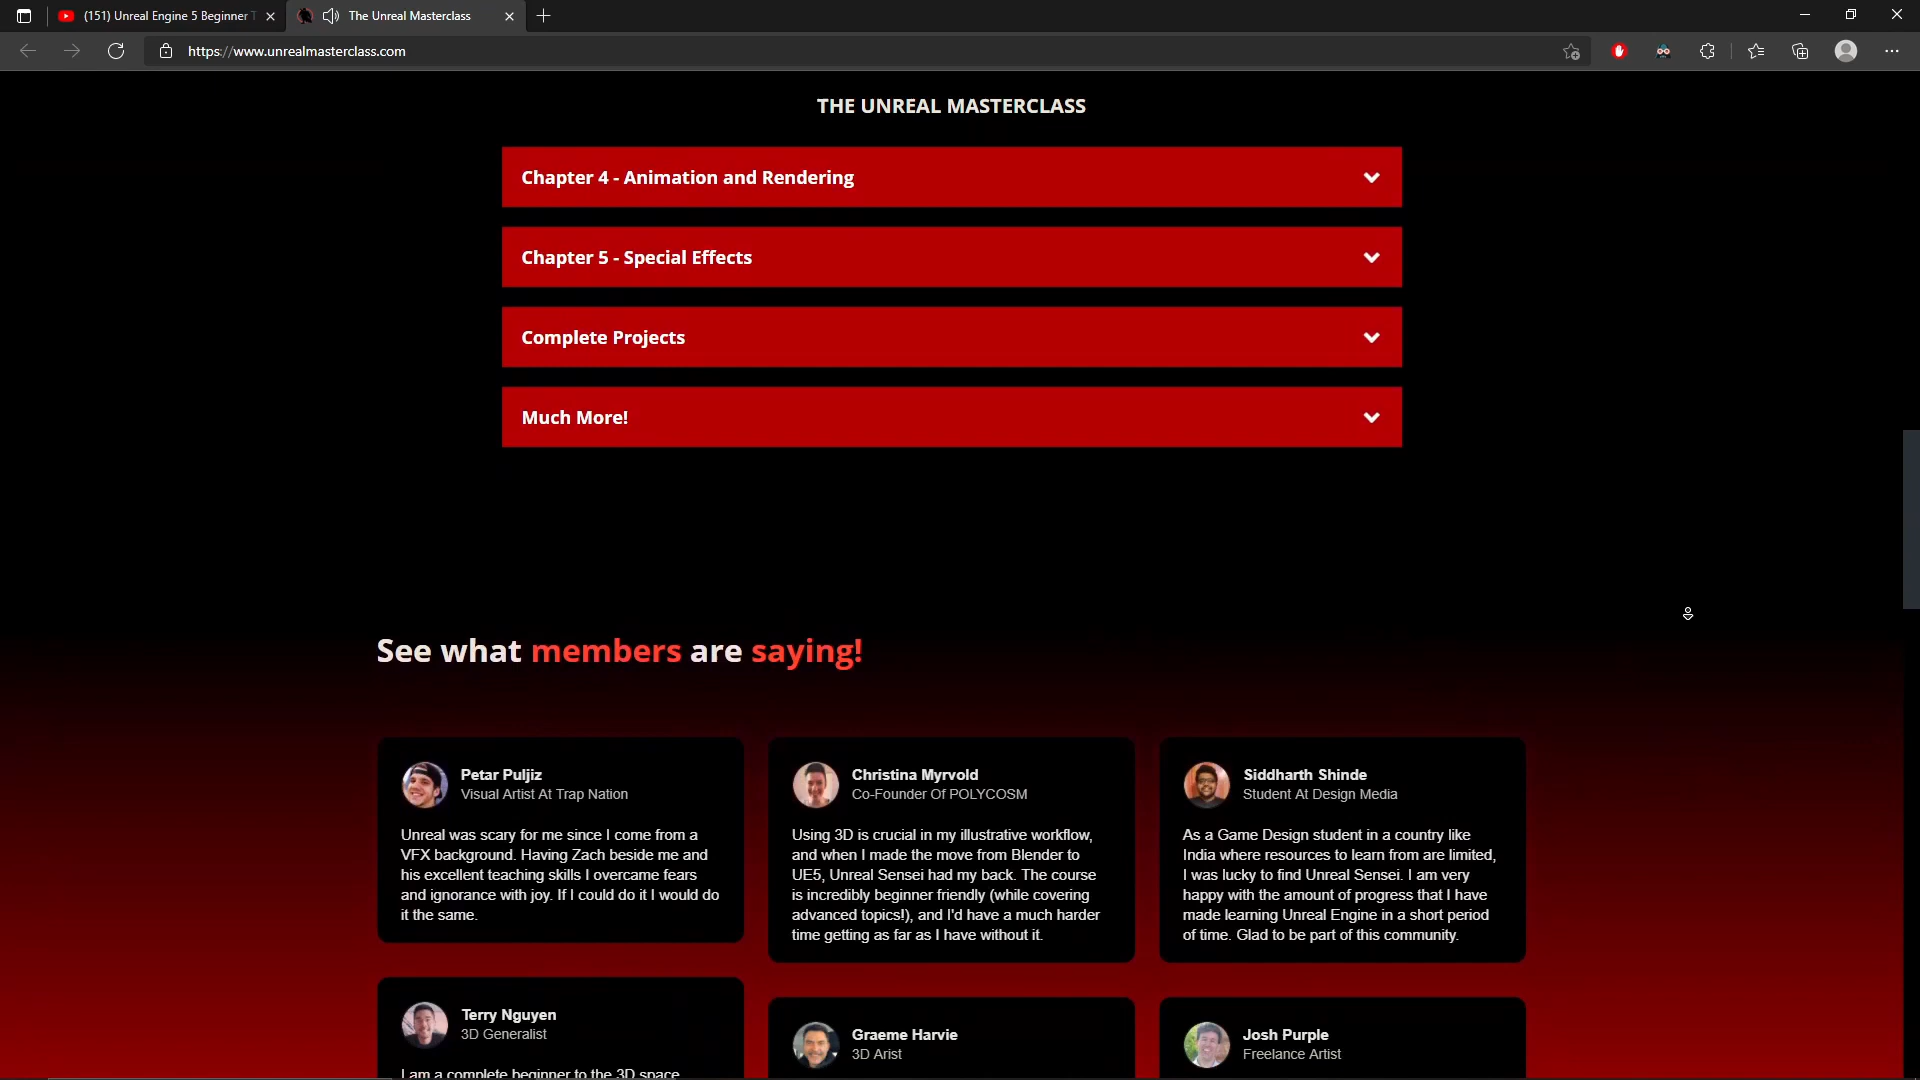 (151) Unreal Engine 5 Beginner T
The Unreal Masterclass
https://www.unrealmasterclass.com
THE UNREAL MASTERCLASS
Chapter 4 - Animation and Rendering
Chapter 5 - Special Effects
Complete Projects
Much More!
See what members are saying!
Petar Puljiz
Visual Artist At Trap Nation
Unreal was scary for me since I come from a
VFX background. Having Zach beside me and
his excellent teaching skills I overcame fears
and ignorance with joy. If I could do it I would do
it the same.
Christina Myrvold
Co-Founder Of POLYCOSM
Using 3D is crucial in my illustrative workflow,
and when I made the move from Blender to
UE5, Unreal Sensei had my back. The course
is incredibly beginner friendly (while covering
advanced topics!), and I'd have a much harder
time getting as far as I have without it.
Siddharth Shinde
Student At Design Media
As a Game Design student in a country like
India where resources to learn from are limited,
I was lucky to find Unreal Sensei. I am very
happy with the amount of progress that I have
made learning Unreal Engine in a short period
of time. Glad to be part of this community.
Terry Nguyen
3D Generalist
I am a complete beginner to the 3D space
Graeme Harvie
3D Arist
Josh Purple
Freelance Artist